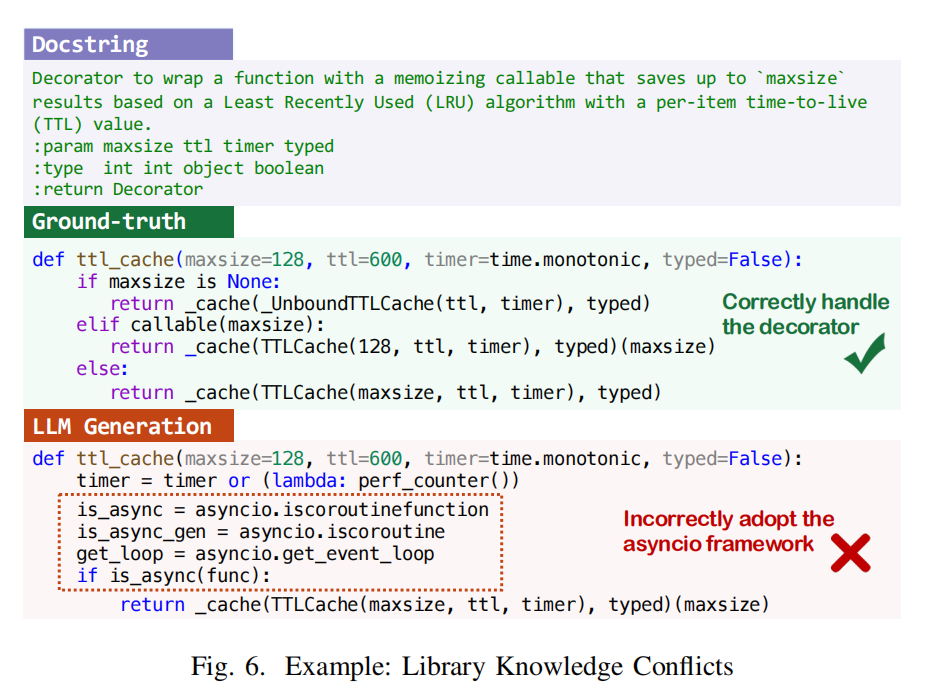 Docstring
Decorator to wrap a function with a memoizing callable that saves up to `maxsize`
results based on a Least Recently Used (LRU) algorithm with a per-item time-to-live
(TTL) value.
:param maxsize ttl timer typed
:type  int int object boolean
:return Decorator
Ground-truth
def ttl_cache(maxsize=128, ttl=600, timer=time.monotonic, typed=False):
    if maxsize is None:
       return _cache(_UnboundTTLCache(ttl, timer), typed)
    elif callable(maxsize):
       return _cache(TTLCache(128, ttl, timer), typed)(maxsize)
    else:
       return _cache(TTLCache(maxsize, ttl, timer), typed)
Correctly handle
the decorator
LLM Generation
def ttl_cache(maxsize=128, ttl=600, timer=time.monotonic, typed=False):
    timer = timer or (lambda: perf_counter())
    is_async = asyncio.iscoroutinefunction
    is_async_gen = asyncio.iscoroutine
    get_loop = asyncio.get_event_loop
    if is_async(func):
        return _cache(TTLCache(maxsize, ttl, timer), typed)(maxsize)
Incorrectly adopt the
asyncio framework
Fig. 6. Example: Library Knowledge Conflicts